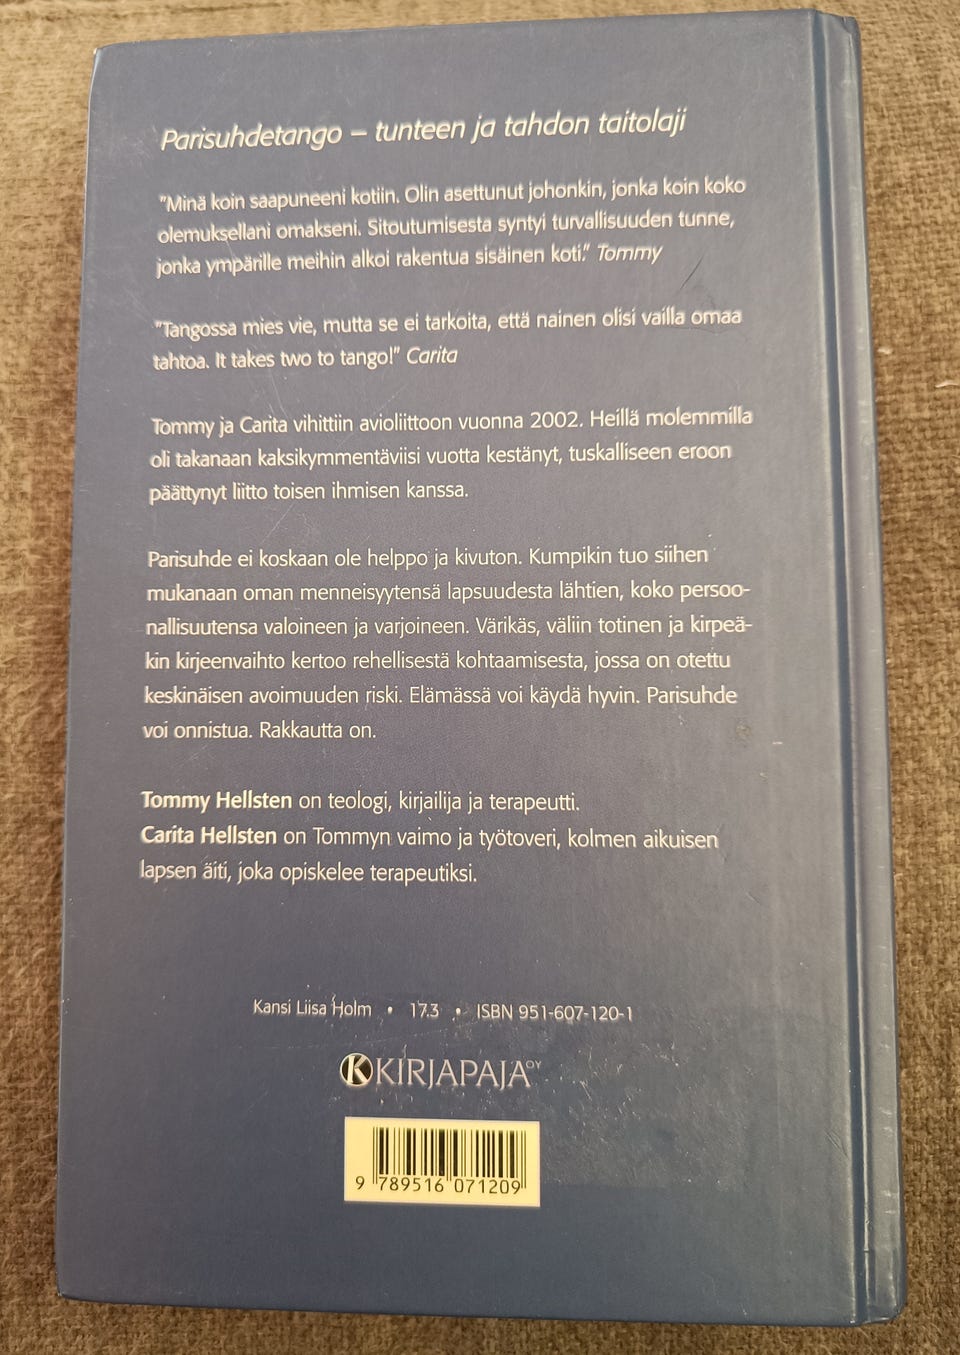 Parisuhdetango – tunteen ja tahdon taitolaji
"Minä koin saapuneeni kotiin. Olin asettunut johonkin, jonka koin koko
olemuksellani omakseni. Sitoutumisesta syntyi turvallisuuden tunne,
jonka ympärille meihin alkoi rakentua sisäinen koti." Tommy
"Tangossa mies vie, mutta se ei tarkoita, että nainen olisi vailla omaa
tahtoa. It takes two to tango!" Carita
Tommy ja Carita vihittiin avioliittoon vuonna 2002. Heillä molemmilla
oli takanaan kaksikymmentäviisi vuotta kestänyt, tuskalliseen eroon
päättynyt liitto toisen ihmisen kanssa.
Parisuhde ei koskaan ole helppo ja kivuton. Kumpikin tuo siihen
mukanaan oman menneisyytensä lapsuudesta lähtien, koko persoo-
nallisuutensa valoineen ja varjoineen. Värikäs, väliin totinen ja kirpeä-
kin kirjeenvaihto kertoo rehellisestä kohtaamisesta, jossa on otettu
keskinäisen avoimuuden riski. Elämässä voi käydä hyvin. Parisuhde
voi onnistua. Rakkautta on.
Tommy Hellsten on teologi, kirjailija ja terapeutti.
Carita Hellsten on Tommyn vaimo ja työtoveri, kolmen aikuisen
lapsen äiti, joka opiskelee terapeutiksi.
Kansi Liisa Holm • 17.3 • ISBN 951-607-120-1
K KIRJAPAJA OY
9 789516 071209